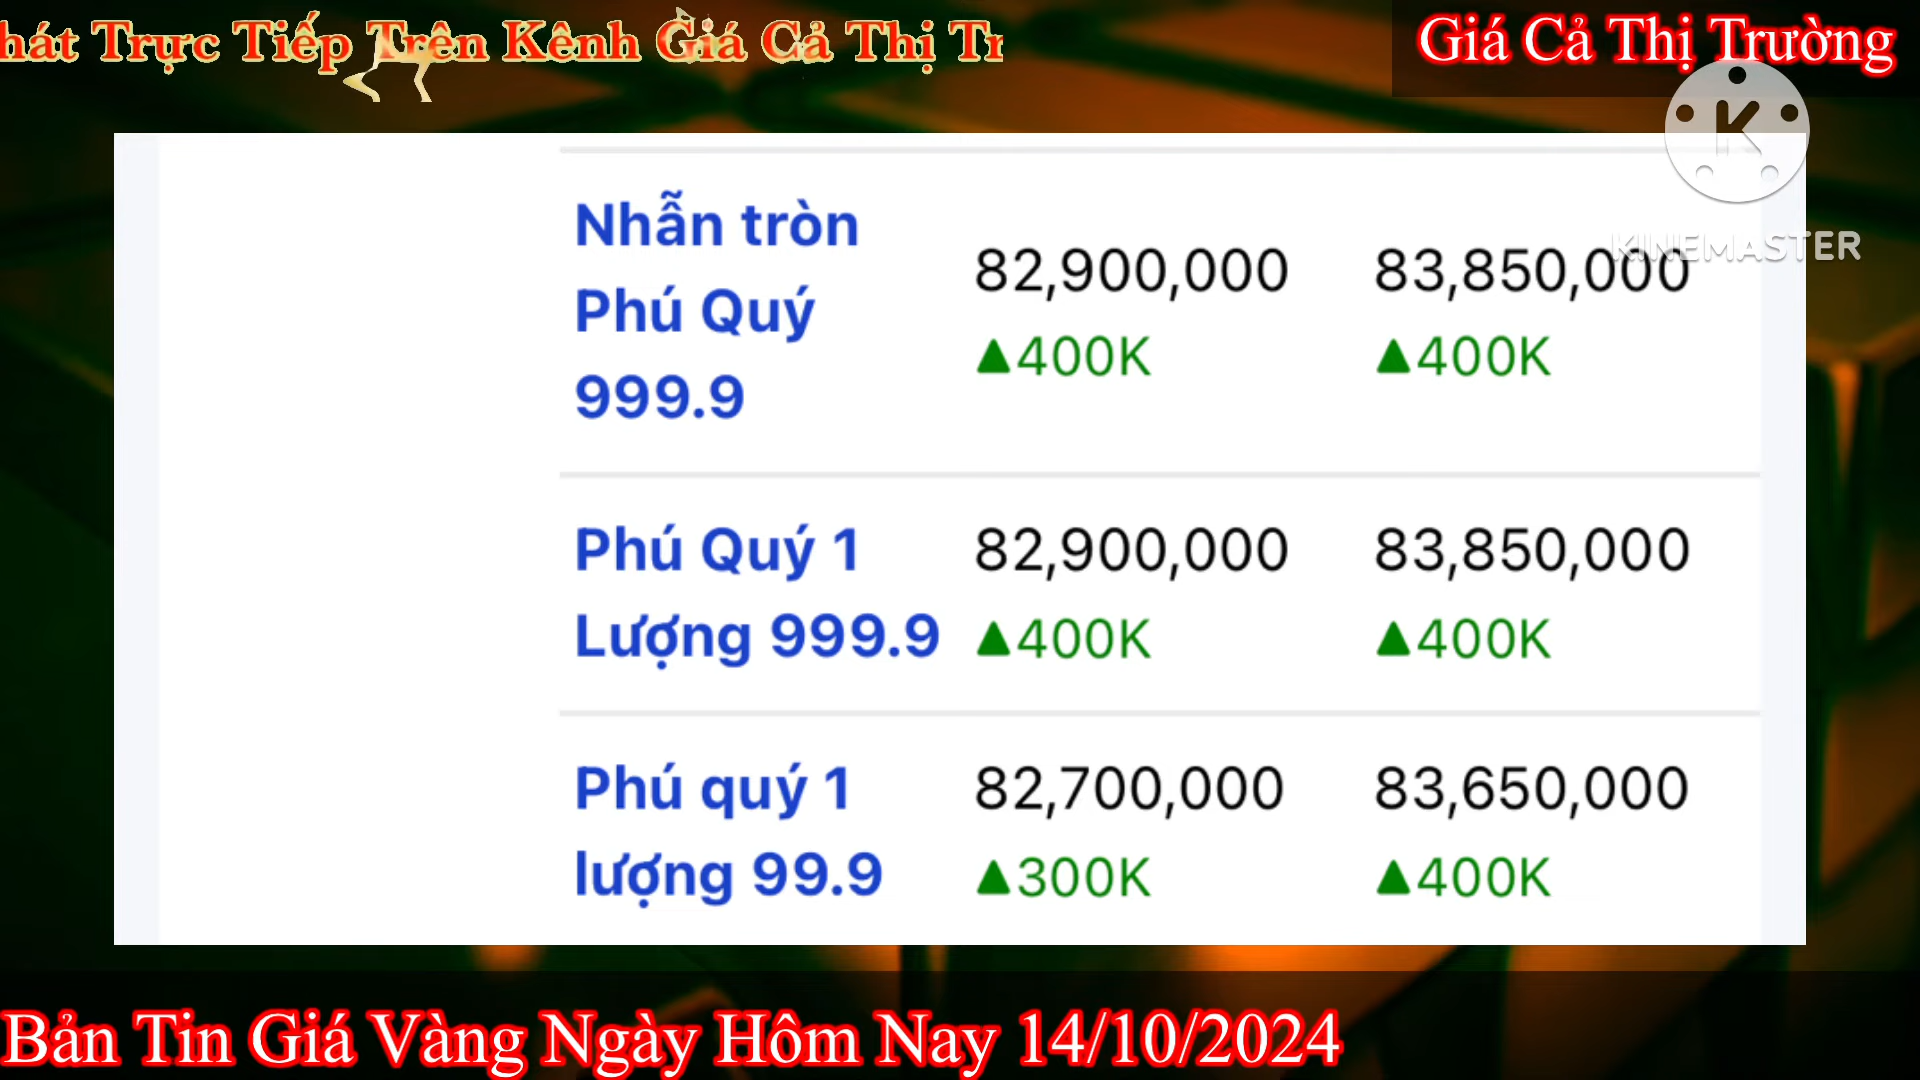 hát Trực Tiếp Trên Kênh Giá Cả Thị Tr
Giá Cả Thị Trường
K
KINEMASTER
Nhẫn tròn
Phú Quý
999.9
82,900,000 83,850,000
▲400K ▲400K
Phú Quý 1
Lượng 999.9
82,900,000 83,850,000
▲400K ▲400K
Phú quý 1
lượng 99.9
82,700,000 83,650,000
▲300K ▲400K
Bản Tin Giá Vàng Ngày Hôm Nay 14/10/2024